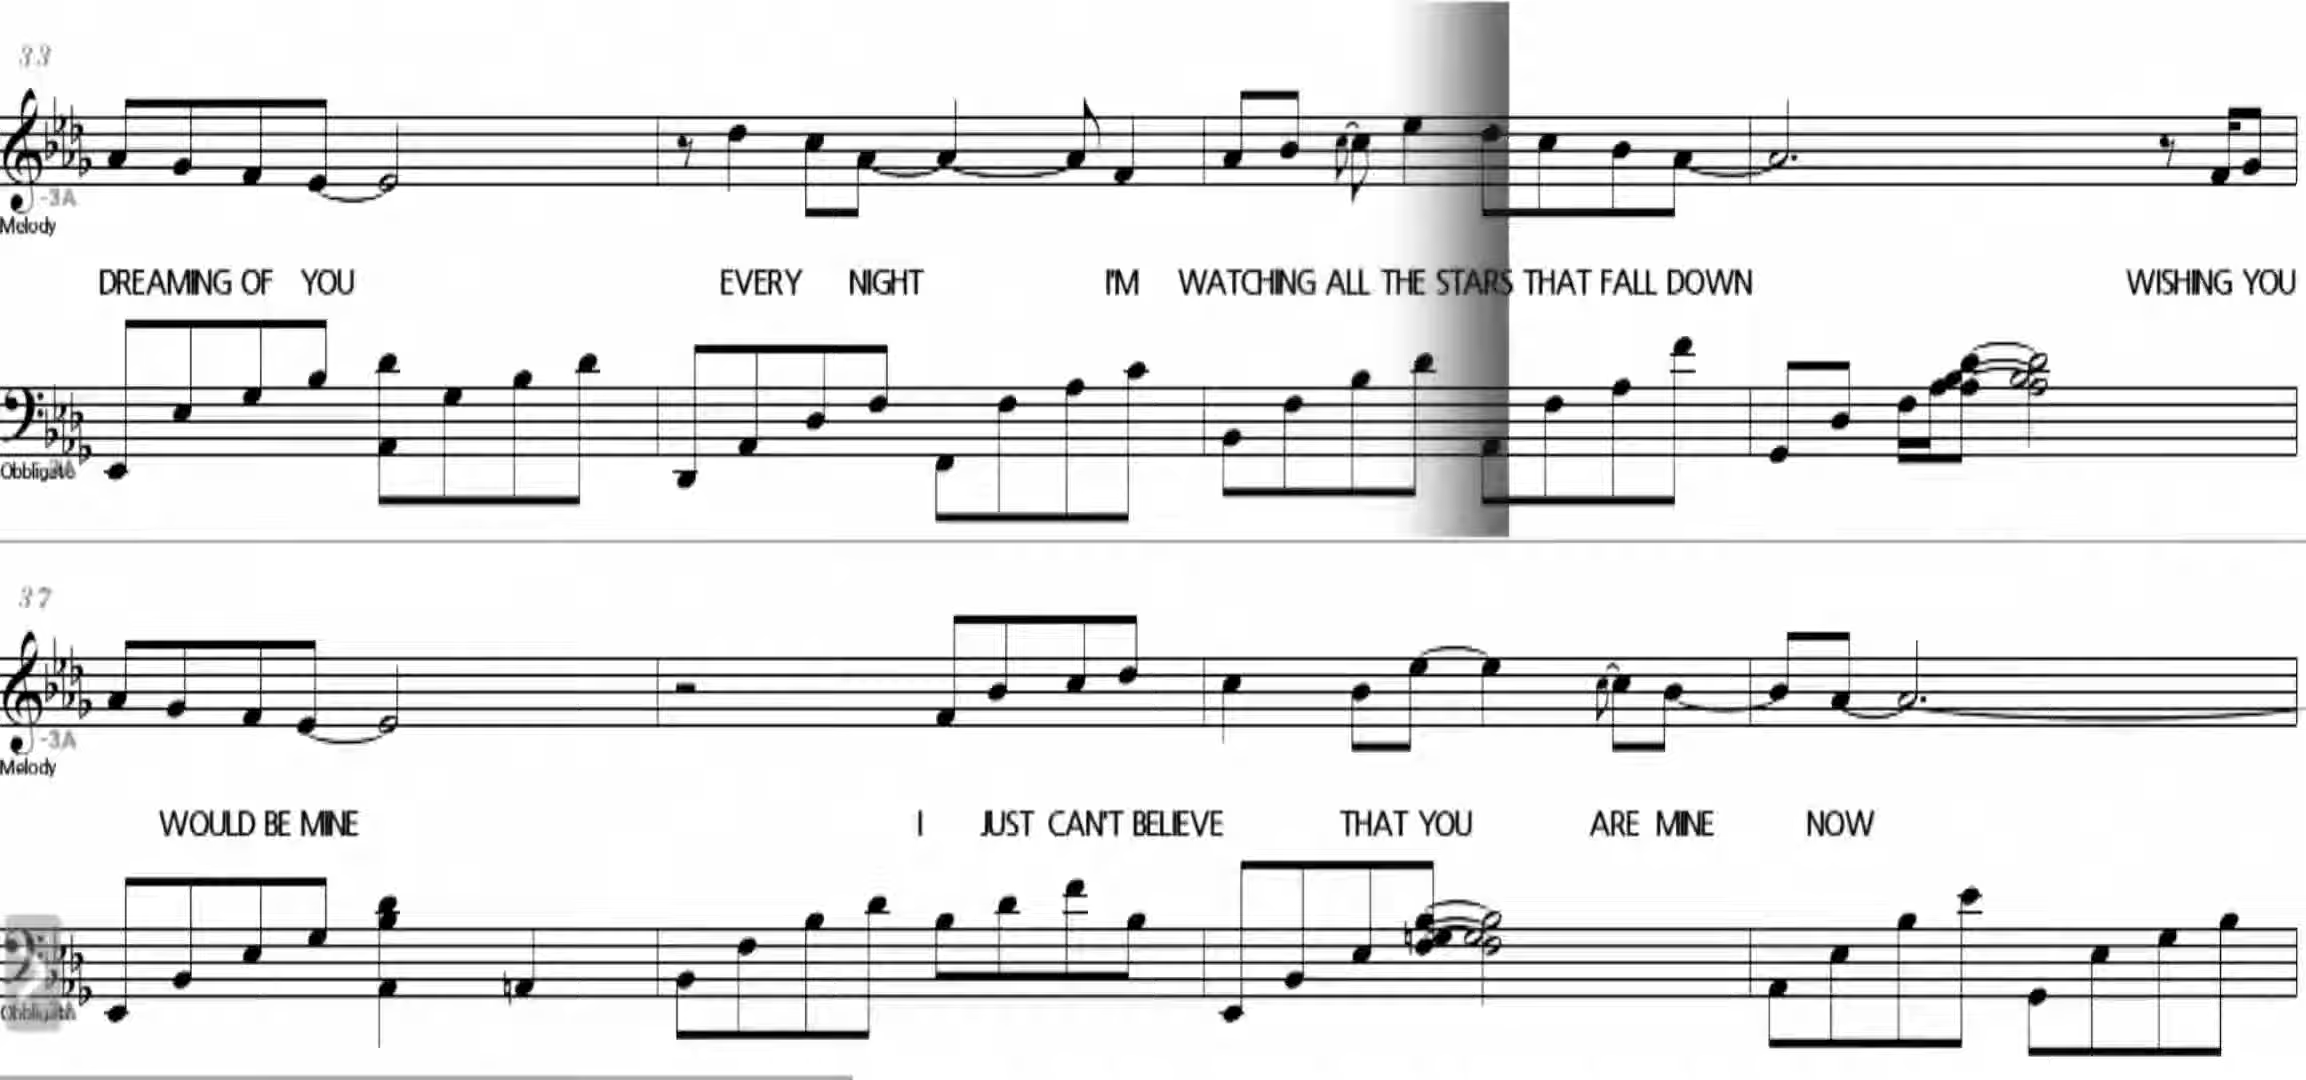 33
-3A
Melody
DREAMING OF YOU EVERY NIGHT I'M WATCHING ALL THE STARS THAT FALL DOWN WISHING YOU
Obbligato
37
-3A
Melody
WOULD BE MINE I JUST CAN'T BELIEVE THAT YOU ARE MINE NOW
Obbligato